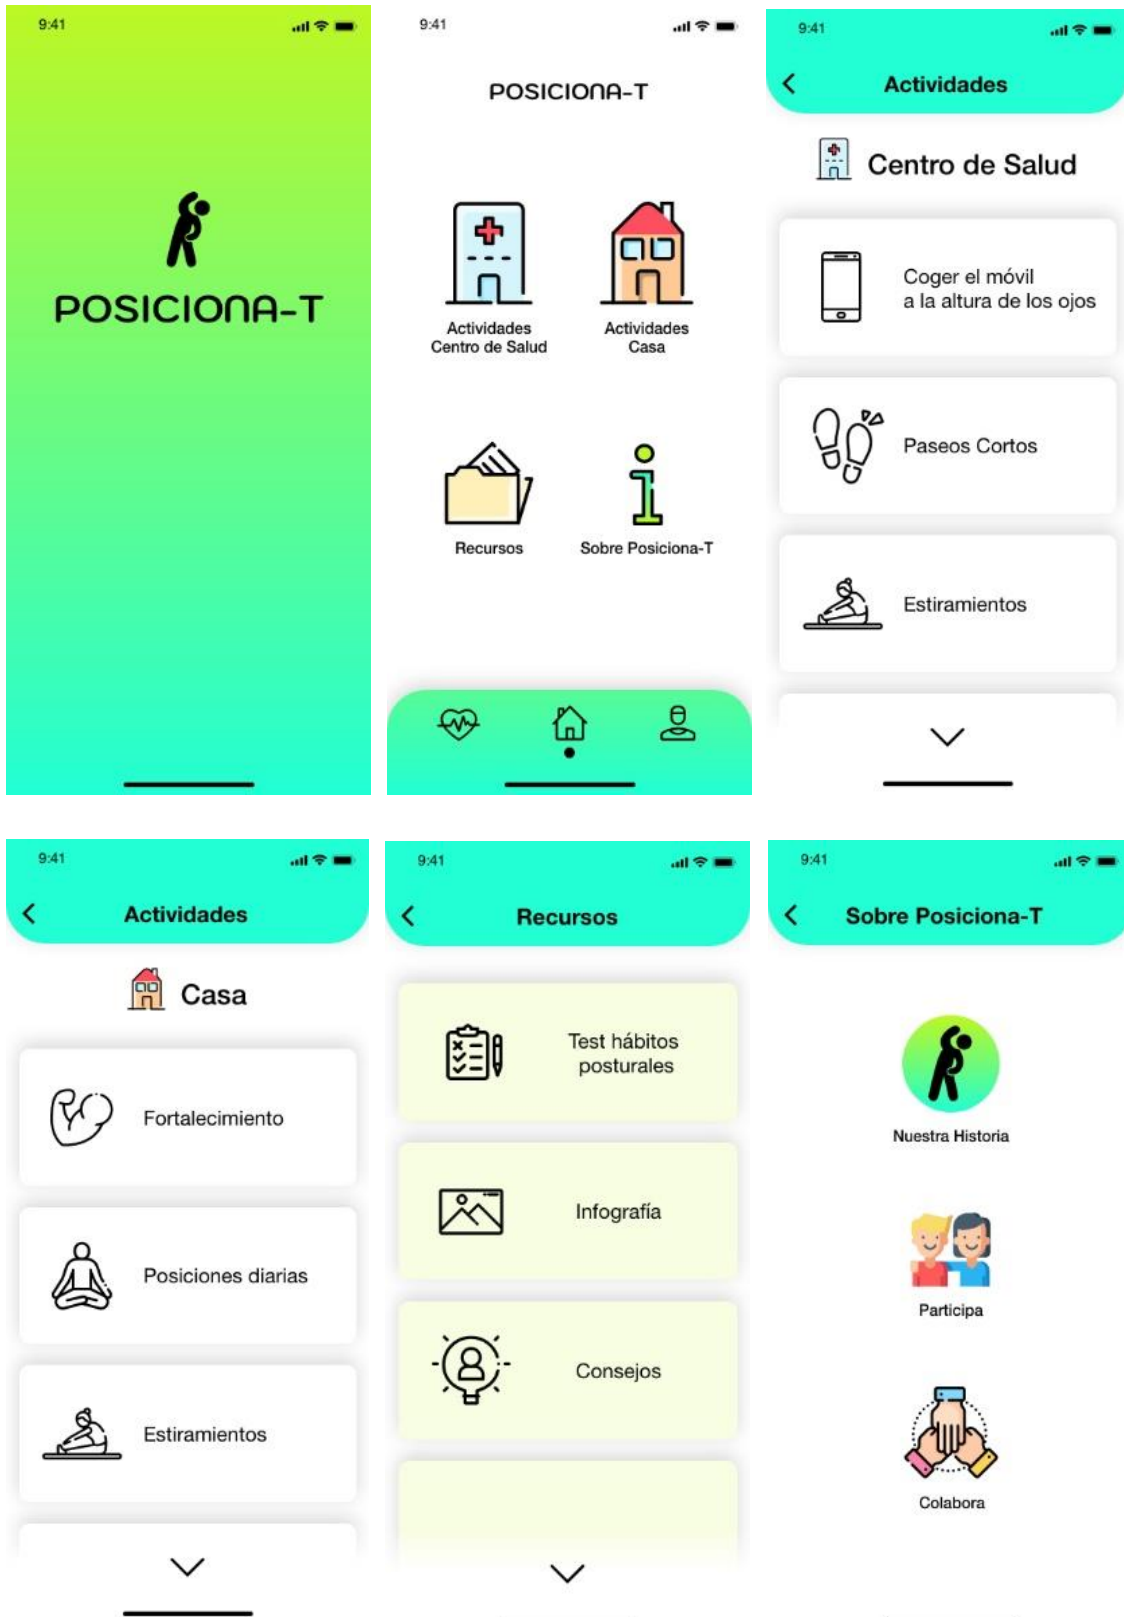 9:41
POSICIONA-T
9:41
POSICIONA-T
Actividades
Centro de Salud
Actividades
Casa
Recursos
Sobre Posiciona-T
9:41
Actividades
Centro de Salud
Coger el móvil
a la altura de los ojos
Paseos Cortos
Estiramientos
9:41
Actividades
Casa
Fortalecimiento
Posiciones diarias
Estiramientos
9:41
Recursos
Test hábitos
posturales
Infografía
Consejos
9:41
Sobre Posiciona-T
Nuestra Historia
Participa
Colabora